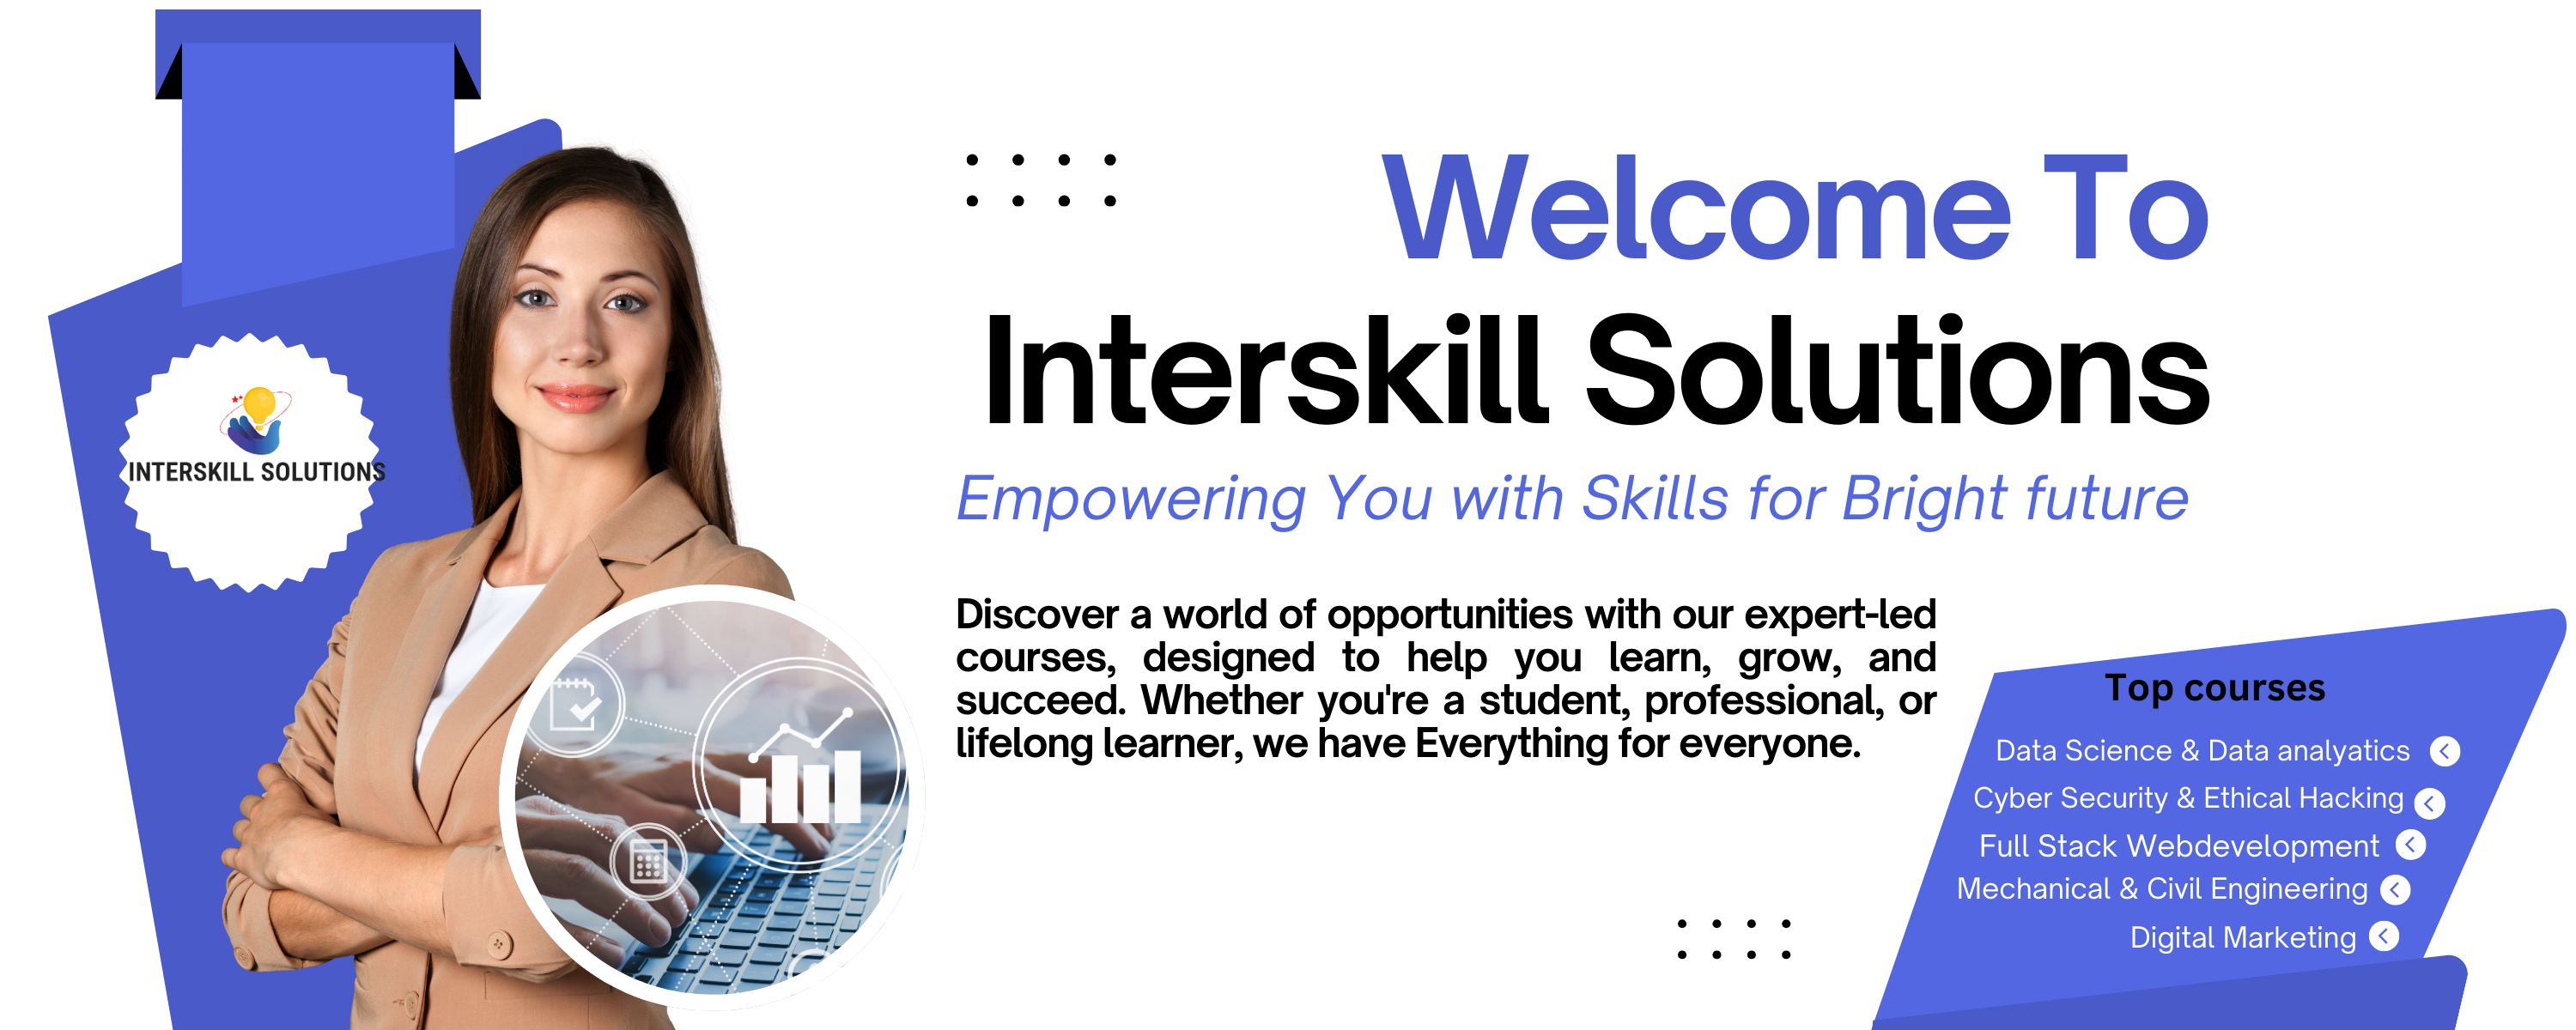 INTERSKILL SOLUTIONS
Welcome To
Interskill Solutions
Empowering You with Skills for Bright future
Discover a world of opportunities with our expert-led
courses, designed to help you learn, grow, and
succeed. Whether you're a student, professional, or
lifelong learner, we have Everything for everyone.
Top courses
Data Science & Data analyatics
Cyber Security & Ethical Hacking
Full Stack Webdevelopment
Mechanical & Civil Engineering
Digital Marketing